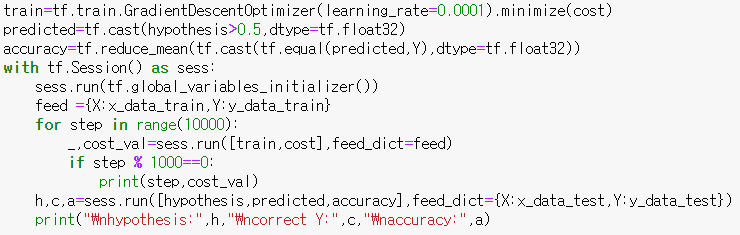 train=tf.train.GradientDescentOptimizer(learning_rate=0.0001).minimize(cost)
predicted=tf.cast(hypothesis>0.5,dtype=tf.float32)
accuracy=tf.reduce_mean(tf.cast(tf.equal(predicted,Y),dtype=tf.float32))
with tf.Session() as sess:
    sess.run(tf.global_variables_initializer())
    feed ={X:x_data_train,Y:y_data_train}
    for step in range(10000):
        _,cost_val=sess.run([train,cost],feed_dict=feed)
        if step % 1000==0:
            print(step,cost_val)
    h,c,a=sess.run([hypothesis,predicted,accuracy],feed_dict={X:x_data_test,Y:y_data_test})
    print("₩nhypothesis:",h,"₩ncorrect Y:",c,"₩naccuracy:",a)